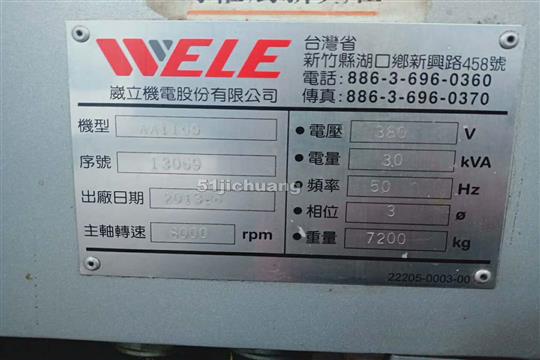 WELE
台灣省
新竹縣湖口鄉新興路458號
電話：886-3-696-0360
傳真：886-3-696-0370
崴立機電股份有限公司
機型 AA1165
序號 13069
出廠日期 2013-
主軸轉速 8000 rpm
電壓 380 V
電量 30 kVA
頻率 50 Hz
相位 3 ø
重量 7200 kg
22205-0003-00
51jichuang